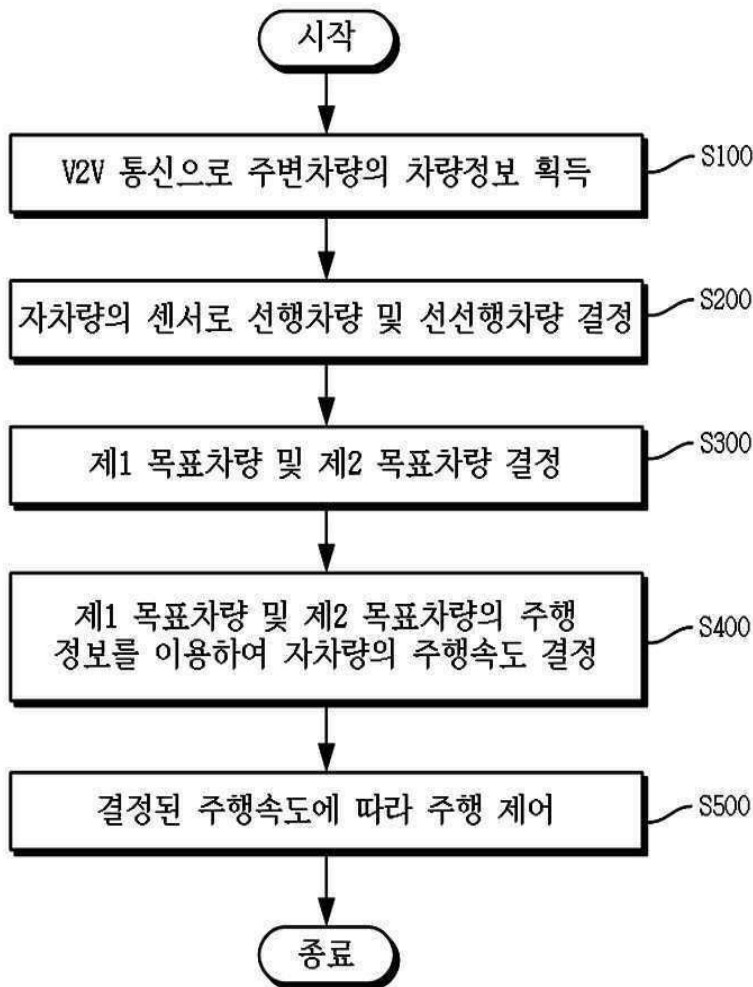 시작
V2V 통신으로 주변차량의 차량정보 획득
S100
자차량의 센서로 선행차량 및 선선행차량 결정
S200
제1 목표차량 및 제2 목표차량 결정
S300
제1 목표차량 및 제2 목표차량의 주행
정보를 이용하여 자차량의 주행속도 결정
S400
결정된 주행속도에 따라 주행 제어
S500
종료